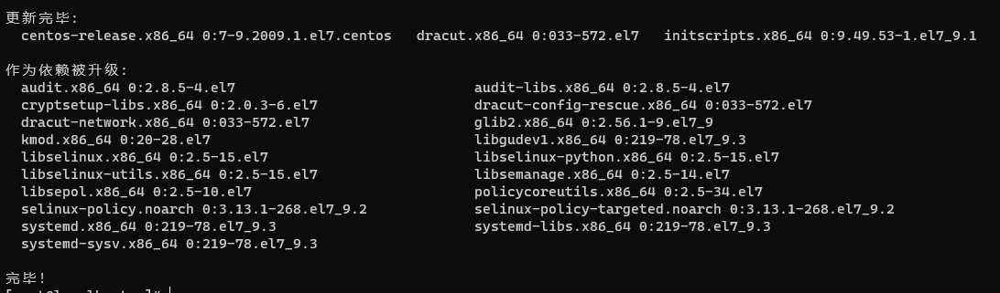 更新完毕:
centos-release.x86_64 0:7-9.2009.1.el7.centos dracut.x86_64 0:033-572.el7 initscripts.x86_64 0:9.49.53-1.el7_9.1
作为依赖被升级:
audit.x86_64 0:2.8.5-4.el7 audit-libs.x86_64 0:2.8.5-4.el7
cryptsetup-libs.x86_64 0:2.0.3-6.el7 dracut-config-rescue.x86_64 0:033-572.el7
dracut-network.x86_64 0:033-572.el7 glib2.x86_64 0:2.56.1-9.el7_9
kmod.x86_64 0:20-28.el7 libgudev1.x86_64 0:219-78.el7_9.3
libselinux.x86_64 0:2.5-15.el7 libselinux-python.x86_64 0:2.5-15.el7
libselinux-utils.x86_64 0:2.5-15.el7 libsemanage.x86_64 0:2.5-14.el7
libsepol.x86_64 0:2.5-10.el7 policycoreutils.x86_64 0:2.5-34.el7
selinux-policy.noarch 0:3.13.1-268.el7_9.2 selinux-policy-targeted.noarch 0:3.13.1-268.el7_9.2
systemd.x86_64 0:219-78.el7_9.3 systemd-libs.x86_64 0:219-78.el7_9.3
systemd-sysv.x86_64 0:219-78.el7_9.3
完毕!